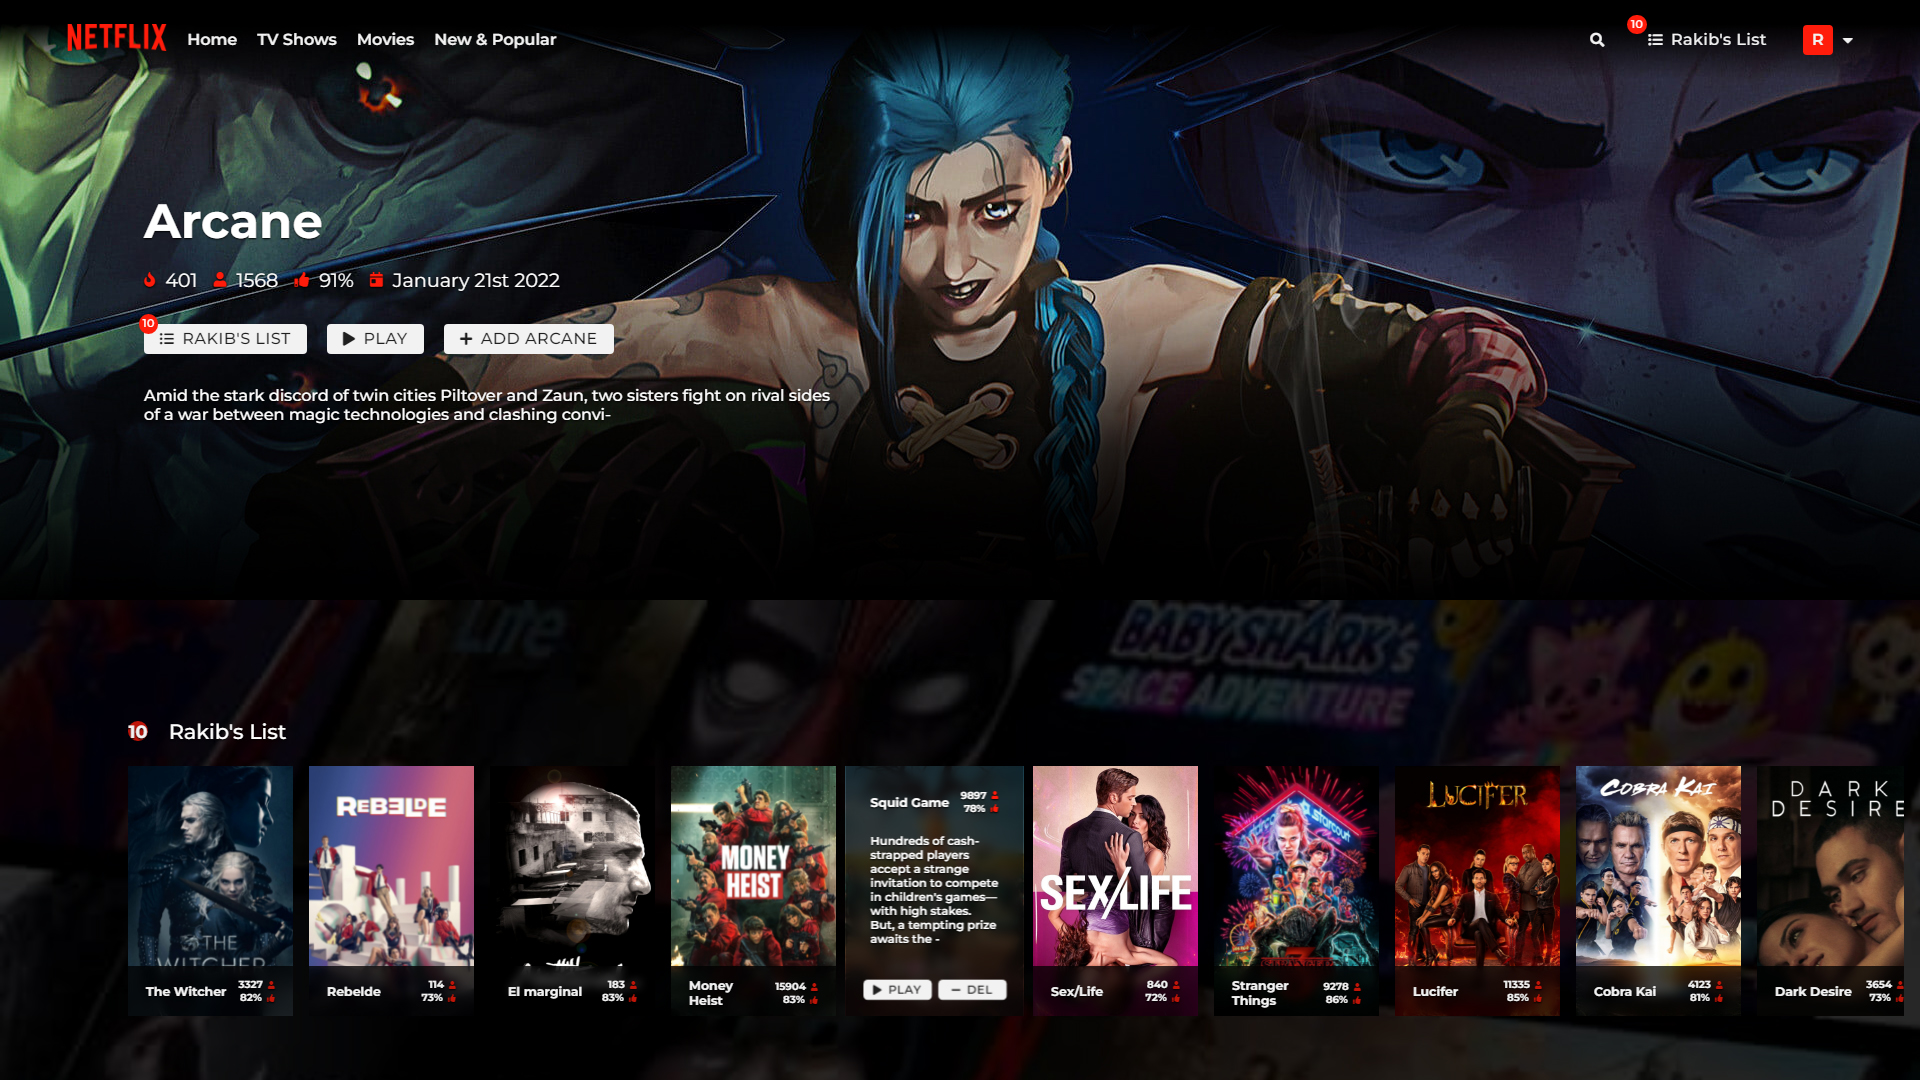 NETFLIX Home TV Shows Movies New & Popular
10 Rakib's List R
Arcane
401 1568 91% January 21st 2022
10 RAKIB'S LIST PLAY ADD ARCANE
Amid the stark discord of twin cities Piltover and Zaun, two sisters fight on rival sides
of a war between magic technologies and clashing convi-
BABY SHARK'S
SPACE ADVENTURE
10 Rakib's List
THE
WITCHER
The Witcher 3327
82%
REBELDE
Rebelde 114
73%
El marginal 183
83%
MONEY
HEIST
Money
Heist
15904
83%
Squid Game 9897
78%
Hundreds of cash-
strapped players
accept a strange
invitation to compete
in children's games—
with high stakes.
But, a tempting prize
awaits the -
PLAY DEL
SEX/LIFE
Sex/Life 840
72%
Starcourt
Stranger
Things
9278
86%
LUCIFER
Lucifer 11335
85%
COBRA KAI
Cobra Kai 4123
81%
DARK
DESIRE
Dark Desire 3654
73%